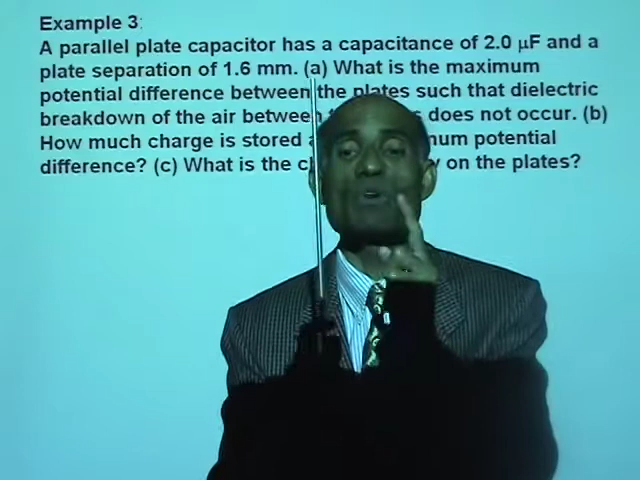 Example 3:
A parallel plate capacitor has a capacitance of 2.0 μF and a
plate separation of 1.6 mm. (a) What is the maximum
potential difference between the plates such that dielectric
breakdown of the air between does not occur. (b)
How much charge is stored potential
difference? (c) What is the on the plates?